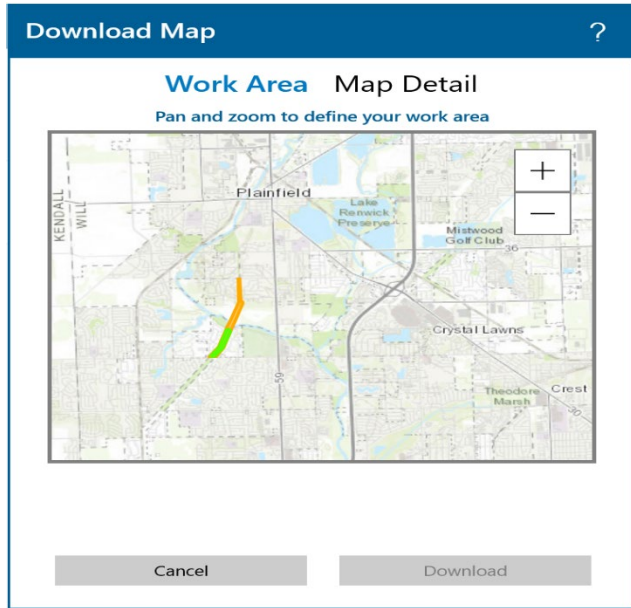 Download Map ?
Work Area Map Detail
Pan and zoom to define your work area
+
−
KENDALL
WILL
Plainfield
Lake
Renwick
Preserve
Mistwood
Golf Club
36
Crystal Lawns
59
Theodore
Marsh
Crest
30
Cancel Download